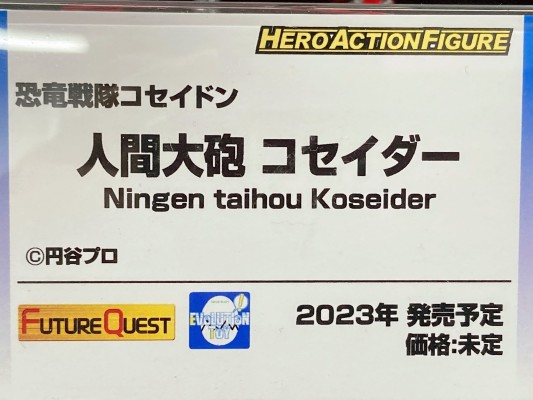 HERO ACTION FIGURE
恐竜戦隊コセイドン
人間大砲 コセイダー
Ningen taihou Koseider
©円谷プロ
FUTURE QUEST
EVOLUTION
TOY
2023年 発売予定
価格:未定